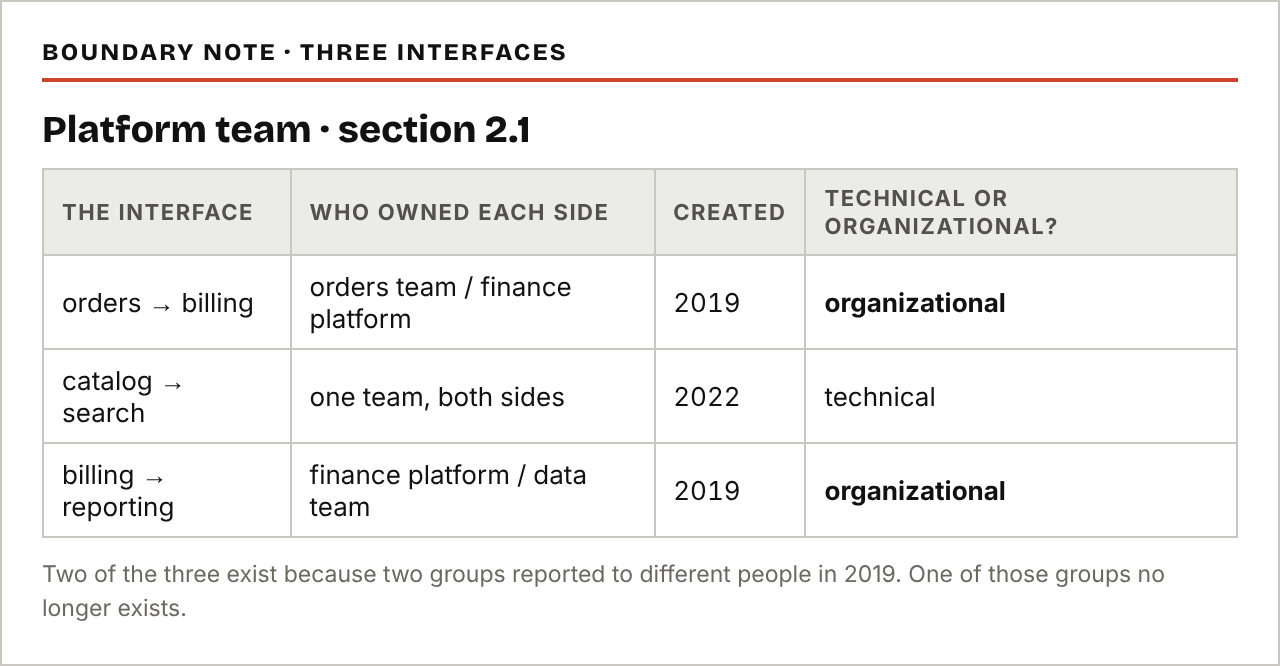 BOUNDARY NOTE · THREE INTERFACES
Platform team · section 2.1
THE INTERFACE
WHO OWNED EACH SIDE
CREATED
TECHNICAL OR
ORGANIZATIONAL?
orders → billing
orders team / finance
platform
2019
organizational
catalog →
search
one team, both sides
2022
technical
billing →
reporting
finance platform / data
team
2019
organizational
Two of the three exist because two groups reported to different people in 2019. One of those groups no
longer exists.